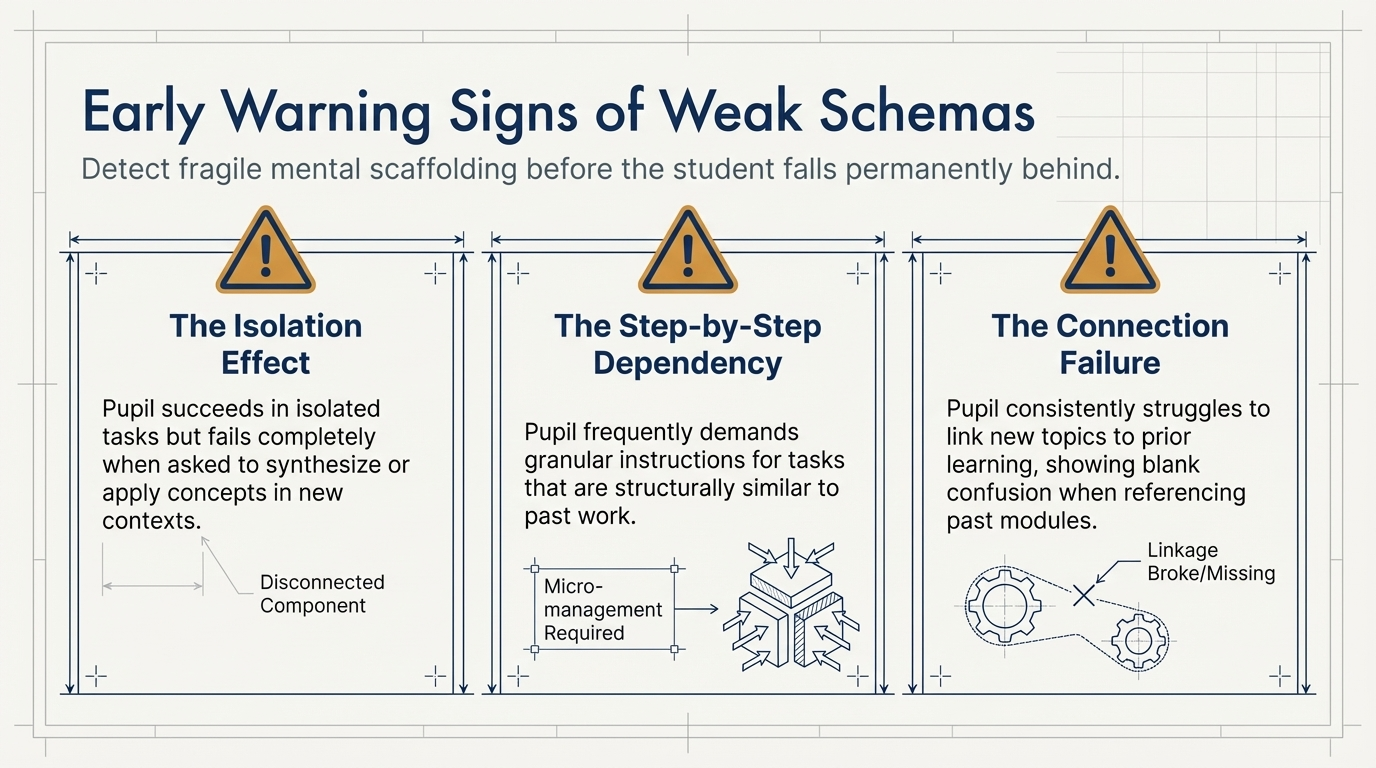 Early Warning Signs of Weak Schemas
Detect fragile mental scaffolding before the student falls permanently behind.
The Isolation
Effect
Pupil succeeds in isolated
tasks but fails completely
when asked to synthesize or
apply concepts in new
contexts.
Disconnected
Component
The Step-by-Step
Dependency
Pupil frequently demands
granular instructions for tasks
that are structurally similar to
past work.
Micro-
management
Required
The Connection
Failure
Pupil consistently struggles to
link new topics to prior
learning, showing blank
confusion when referencing
past modules.
Linkage
Broke/Missing